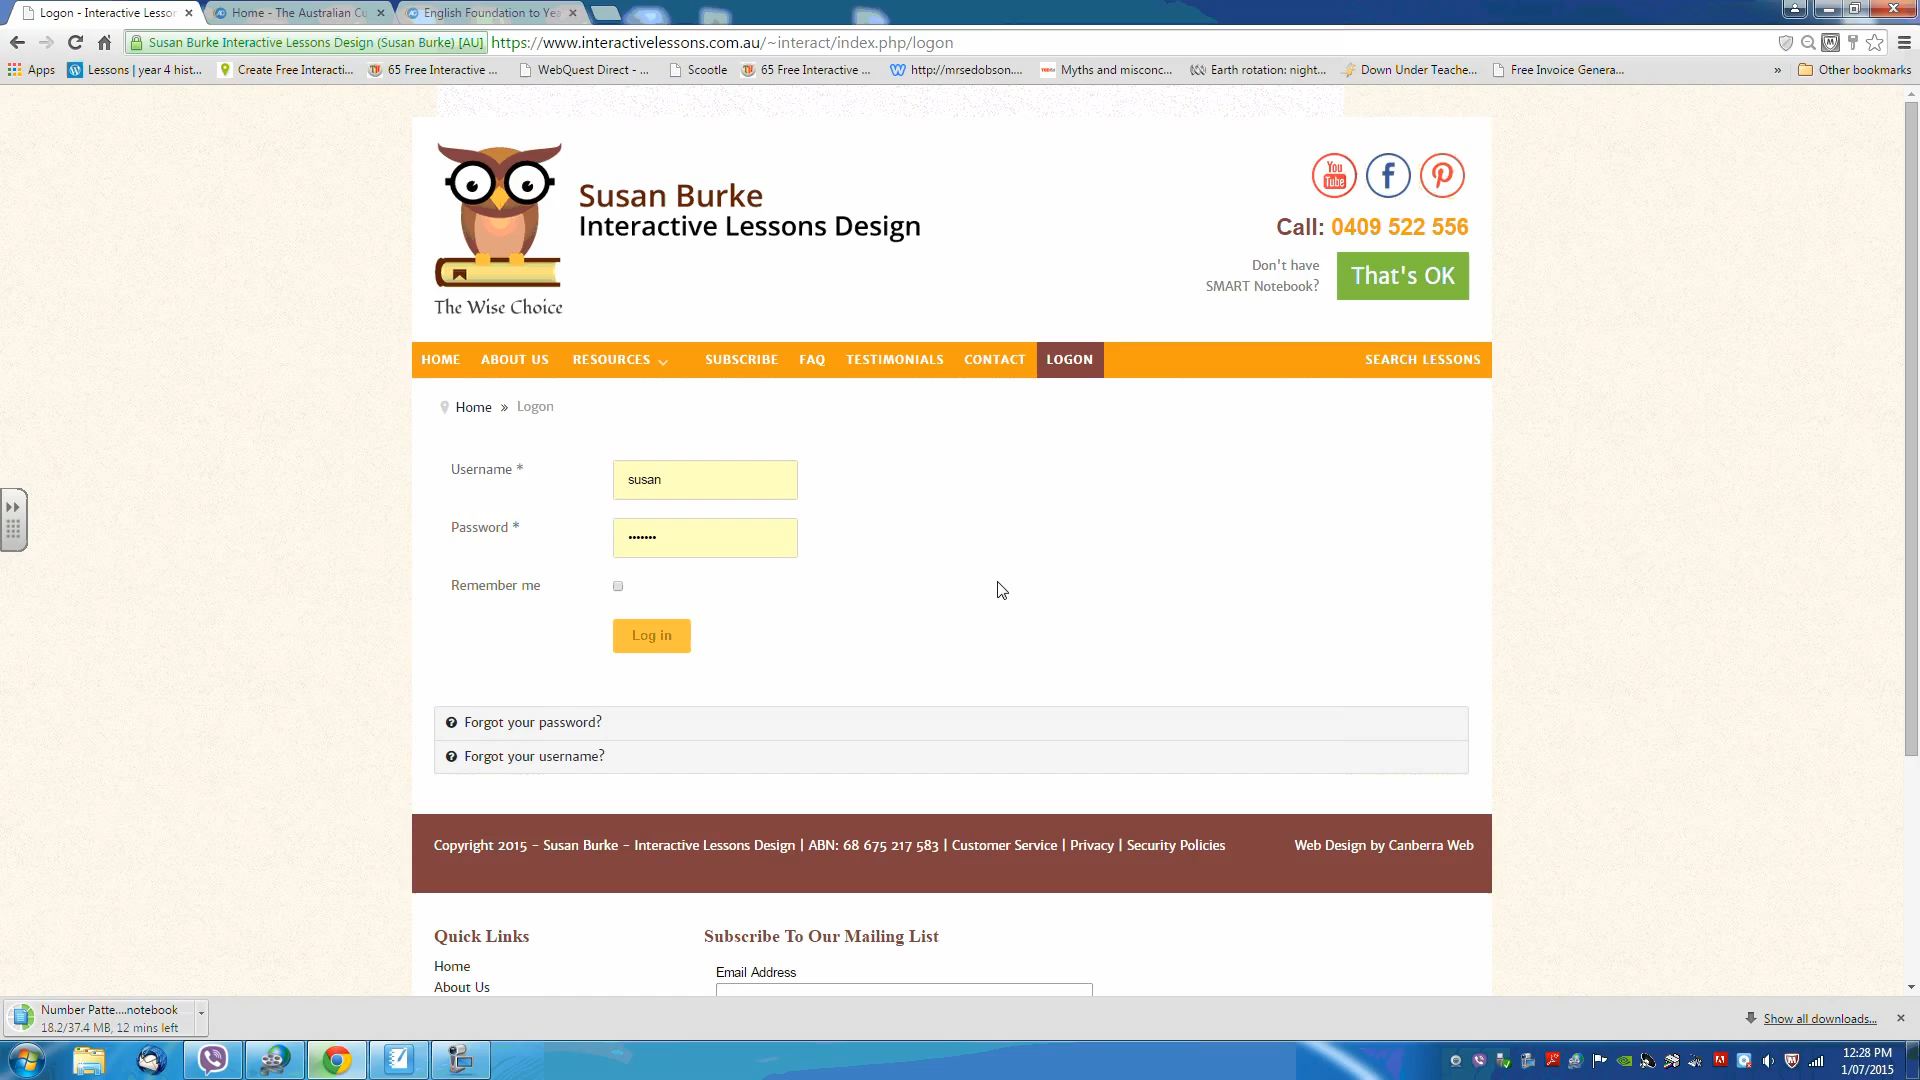 Logon - Interactive Lesson
Home - The Australian Cu
English Foundation to Yea
Susan Burke Interactive Lessons Design (Susan Burke) [AU]
https://www.interactivelessons.com.au/~interact/index.php/logon
Apps
Lessons | year 4 hist...
Create Free Interacti...
65 Free Interactive ...
WebQuest Direct - ...
Scootle
65 Free Interactive ...
http://mrsedobson....
Myths and misconc...
Earth rotation: night...
Down Under Teache...
Free Invoice Genera...
»
Other bookmarks
Susan Burke
Interactive Lessons Design
The Wise Choice
You
Tube
Call: 0409 522 556
Don't have
SMART Notebook?
That's OK
HOME
ABOUT US
RESOURCES
SUBSCRIBE
FAQ
TESTIMONIALS
CONTACT
LOGON
SEARCH LESSONS
Home » Logon
Username *
susan
Password *
•••••••
Remember me
Log in
Forgot your password?
Forgot your username?
Copyright 2015 - Susan Burke - Interactive Lessons Design | ABN: 68 675 217 583 | Customer Service | Privacy | Security Policies
Web Design by Canberra Web
Quick Links
Home
About Us
Subscribe To Our Mailing List
Email Address
Number Patte....notebook
18.2/37.4 MB, 12 mins left
Show all downloads...
12:28 PM
1/07/2015